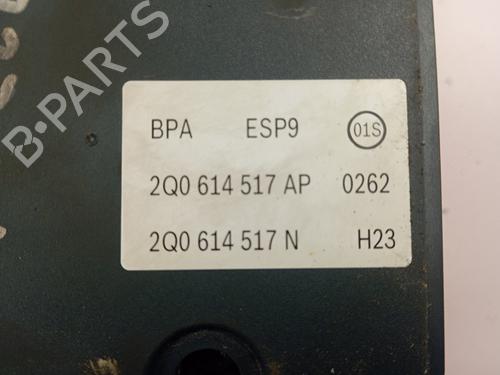 B-PARTS
BPA ESP9 01S
2Q0 614 517 AP 0262
2Q0 614 517 N H23